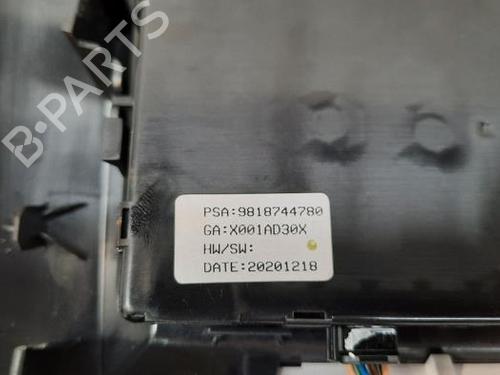 B-PARTS
PSA:9818744780
GA:X001AD30X
HW/SW:
DATE:20201218